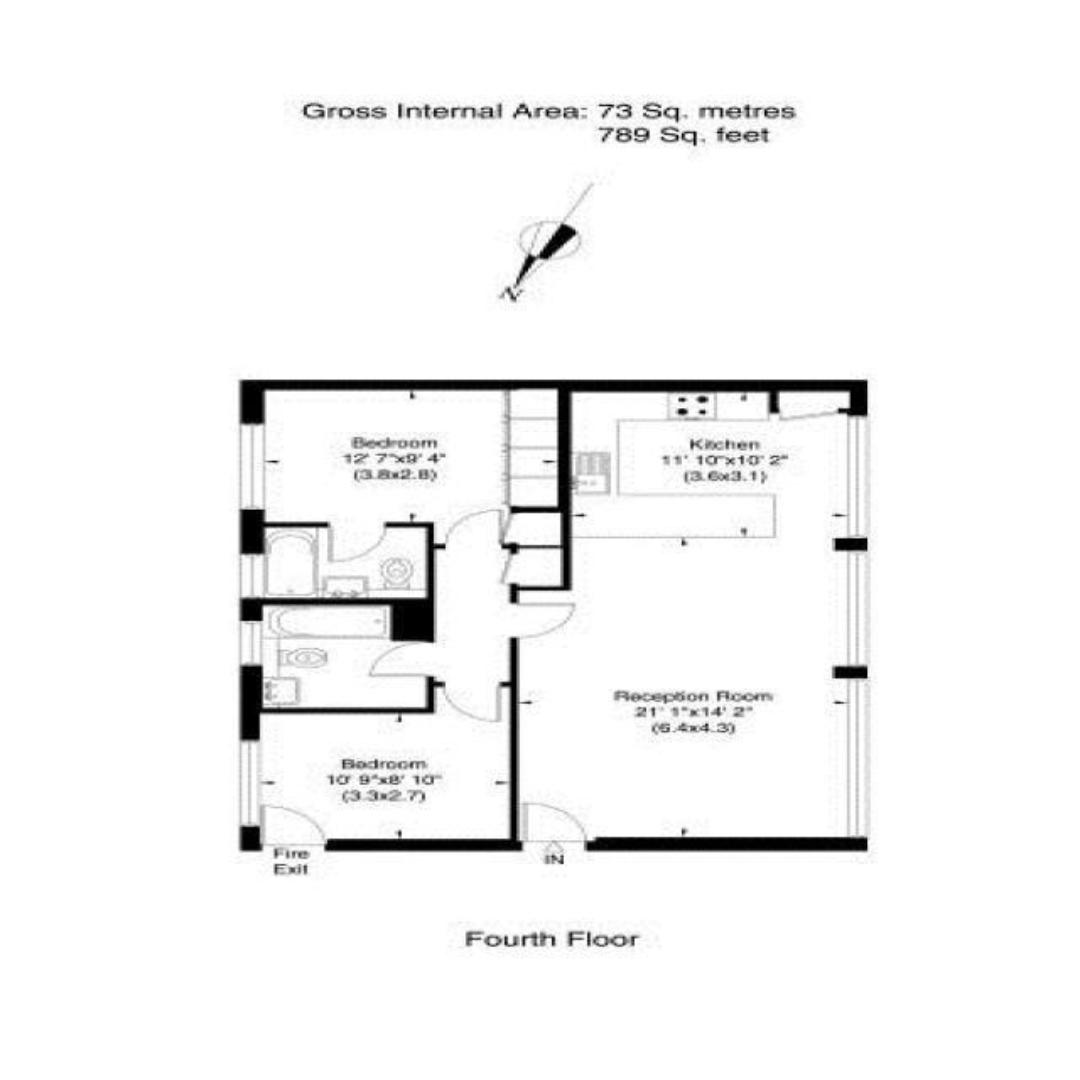 Gross Internal Area: 73 Sq. metres
789 Sq. feet
N
Bedroom
12' 7"x9' 4"
(3.8x2.8)
Kitchen
11' 10"x10' 2"
(3.6x3.1)
Reception Room
21' 1"x14' 2"
(6.4x4.3)
Bedroom
10' 9"x8' 10"
(3.3x2.7)
Fire
Exit
IN
Fourth Floor